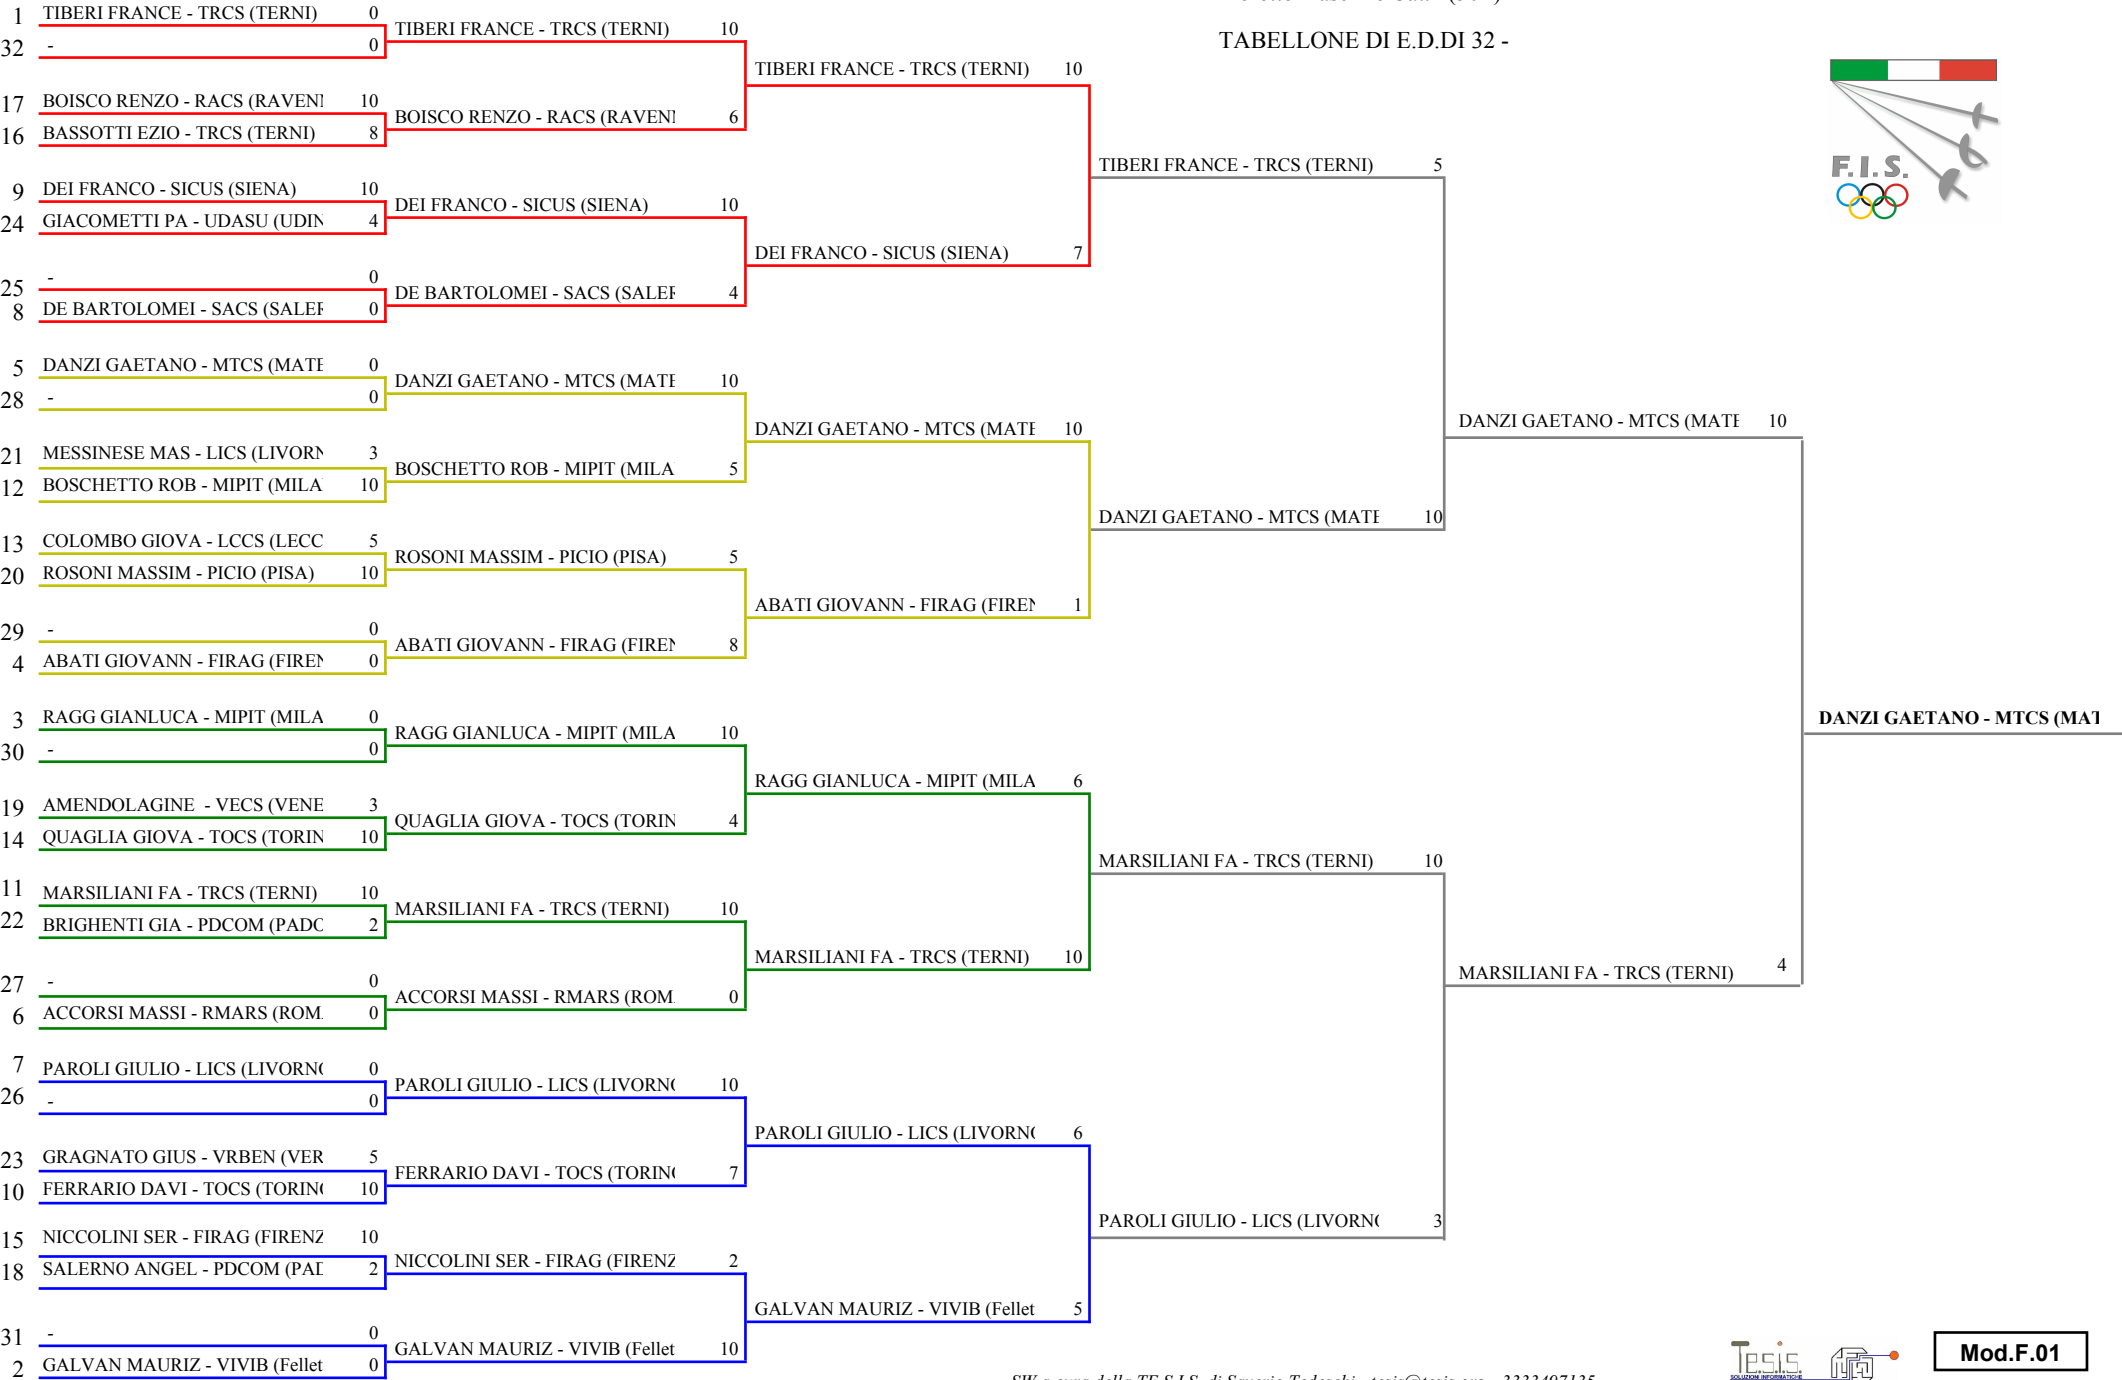 TABELLONE DI E.D.DI 32 -
F.I.S.
1 TIBERI FRANCE - TRCS (TERNI) 0
32 - 0
17 BOISCO RENZO - RACS (RAVEN 10
16 BASSOTTI EZIO - TRCS (TERNI) 8
9 DEI FRANCO - SICUS (SIENA) 10
24 GIACOMETTI PA - UDASU (UDIN 4
25 - 0
8 DE BARTOLOMEI - SACS (SALE 0
5 DANZI GAETANO - MTCS (MATE 0
28 - 0
21 MESSINESE MAS - LICS (LIVORN 3
12 BOSCHETTO ROB - MIPIT (MILA 10
13 COLOMBO GIOVA - LCCS (LECC 5
20 ROSONI MASSIM - PICIO (PISA) 10
29 - 0
4 ABATI GIOVANN - FIRAG (FIREN 0
3 RAGG GIANLUCA - MIPIT (MILA 0
30 - 0
19 AMENDOLAGINE - VECS (VENE 3
14 QUAGLIA GIOVA - TOCS (TORIN 10
11 MARSILIANI FA - TRCS (TERNI) 10
22 BRIGHENTI GIA - PDCOM (PADO 2
27 - 0
6 ACCORSI MASSI - RMARS (ROM 0
7 PAROLI GIULIO - LICS (LIVORN 0
26 - 0
23 GRAGNATO GIUS - VRBEN (VER 5
10 FERRARIO DAVI - TOCS (TORIN 10
15 NICCOLINI SER - FIRAG (FIRENZ 10
18 SALERNO ANGEL - PDCOM (PAD 2
31 - 0
2 GALVAN MAURIZ - VIVIB (Fellet 0
TIBERI FRANCE - TRCS (TERNI) 10
BOISCO RENZO - RACS (RAVEN 6
DEI FRANCO - SICUS (SIENA) 10
DE BARTOLOMEI - SACS (SALE 4
DANZI GAETANO - MTCS (MATE 10
BOSCHETTO ROB - MIPIT (MILA 5
ROSONI MASSIM - PICIO (PISA) 5
ABATI GIOVANN - FIRAG (FIREN 8
RAGG GIANLUCA - MIPIT (MILA 10
QUAGLIA GIOVA - TOCS (TORIN 4
MARSILIANI FA - TRCS (TERNI) 10
ACCORSI MASSI - RMARS (ROM 0
PAROLI GIULIO - LICS (LIVORN 10
FERRARIO DAVI - TOCS (TORIN 7
NICCOLINI SER - FIRAG (FIRENZ 2
GALVAN MAURIZ - VIVIB (Fellet 10
TIBERI FRANCE - TRCS (TERNI) 10
DEI FRANCO - SICUS (SIENA) 7
DANZI GAETANO - MTCS (MATE 10
ABATI GIOVANN - FIRAG (FIREN 1
RAGG GIANLUCA - MIPIT (MILA 6
MARSILIANI FA - TRCS (TERNI) 10
PAROLI GIULIO - LICS (LIVORN 6
GALVAN MAURIZ - VIVIB (Fellet 5
TIBERI FRANCE - TRCS (TERNI) 5
DANZI GAETANO - MTCS (MATE 10
MARSILIANI FA - TRCS (TERNI) 10
PAROLI GIULIO - LICS (LIVORN 3
DANZI GAETANO - MTCS (MATE 10
MARSILIANI FA - TRCS (TERNI) 4
DANZI GAETANO - MTCS (MAT
Te.s.i.s.
SOLUZIONI INFORMATICHE
Mod.F.01